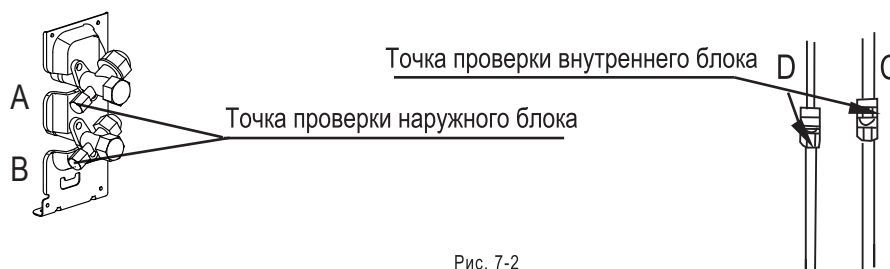 Точка проверки внутреннего блока
D
C
A
Точка проверки наружного блока
B
Рис. 7-2